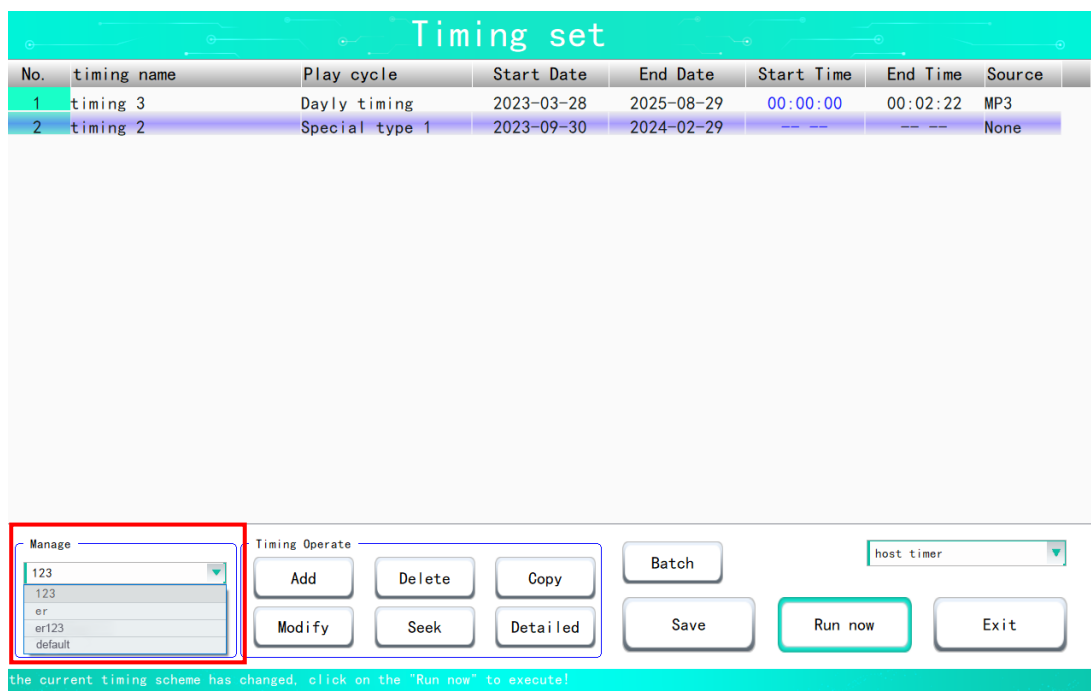 Timing set
No. timing name Play cycle Start Date End Date Start Time End Time Source
1 timing 3 Dayly timing 2023-03-28 2025-08-29 00:00:00 00:02:22 MP3
2 timing 2 Special type 1 2023-09-30 2024-02-29 -- -- -- -- None
Manage
123
123
er
er123
default
Timing Operate
Add Delete Copy
Modify Seek Detailed
Batch
host timer
Save Run now Exit
the current timing scheme has changed, click on the "Run now" to execute!